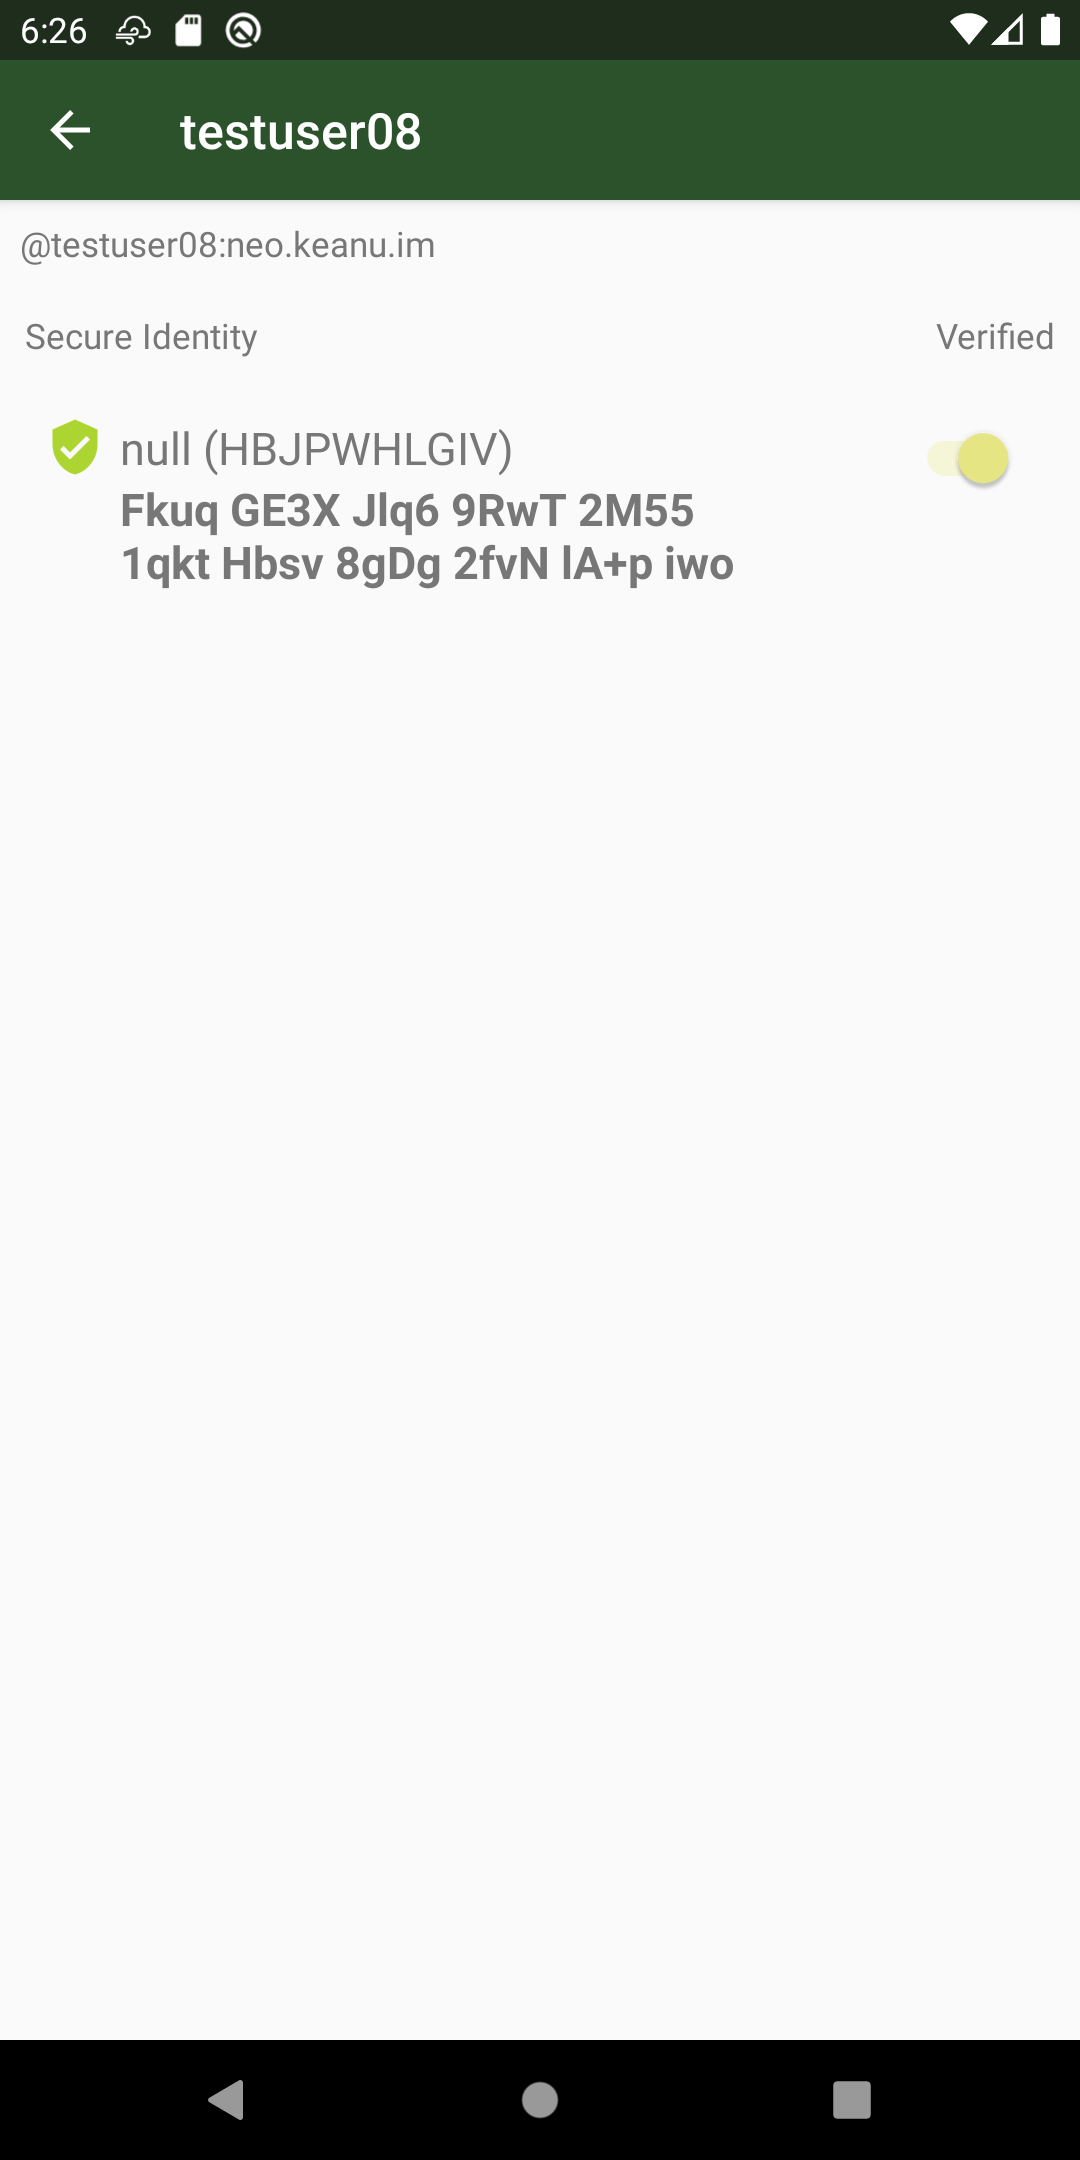 6:26
testuser08
@testuser08:neo.keanu.im
Secure Identity Verified
null (HBJPWHLGIV)
Fkuq GE3X Jlq6 9RwT 2M55
1qkt Hbsv 8gDg 2fvN lA+p iwo